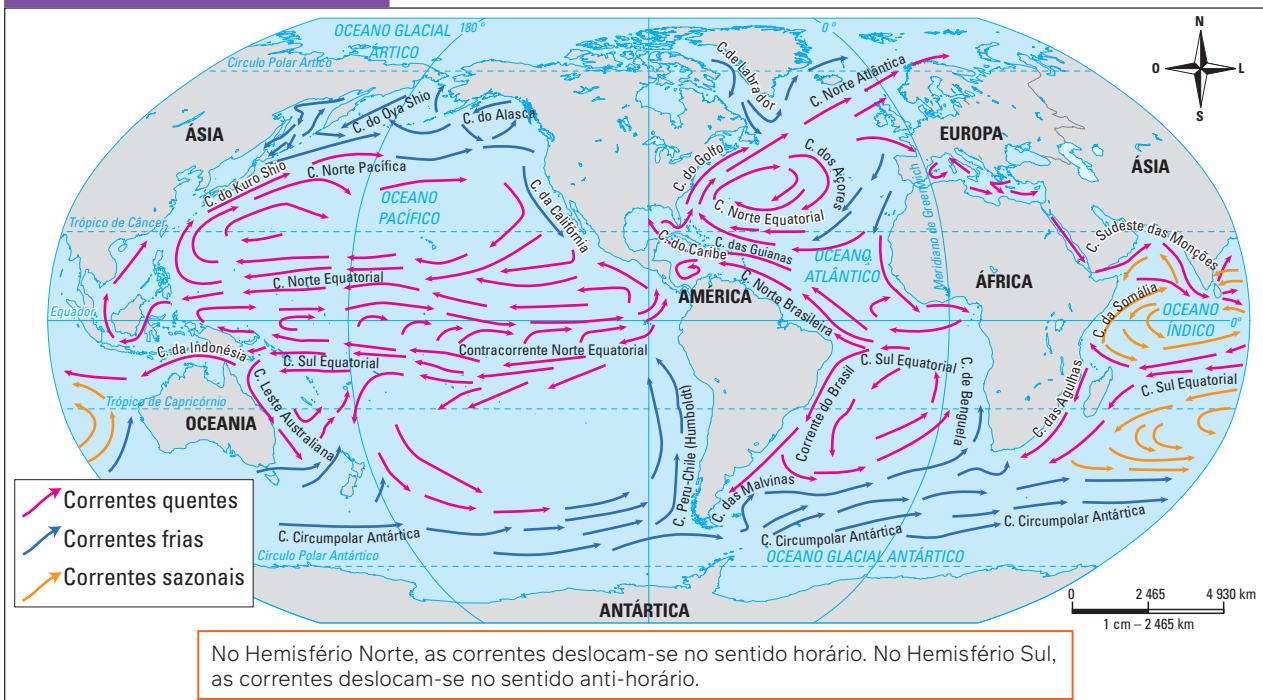 OCEANO GLACIAL
ÁRTICO
180°
0°
Círculo Polar Ártico
N
O
L
S
C. de Labrador
C. Norte Atlântica
C. do Oya Shio
C. do Alasca
ÁSIA
EUROPA
ÁSIA
C. do Golfo
C. dos Açores
C. do Kuro Shio
C. Norte Pacífica
OCEANO
PACÍFICO
C. da Califórnia
Meridiano de Greenwich
C. Norte Equatorial
Trópico de Câncer
C. do Caribe
C. das Guianas
OCEANO
ATLÂNTICO
C. Sudeste das Monções
C. Norte Equatorial
AMÉRICA
C. Norte Brasileira
ÁFRICA
C. da Somália
OCEANO
ÍNDICO
Equador
0°
C. da Indonésia
C. Sul Equatorial
Contracorrente Norte Equatorial
C. Sul Equatorial
C. de Benguela
C. Sul Equatorial
C. das Agulhas
Trópico de Capricórnio
OCEANIA
C. Leste Australiana
C. Peru-Chile (Humboldt)
Corrente do Brasil
C. das Malvinas
Correntes quentes
Correntes frias
Correntes sazonais
C. Circumpolar Antártica
C. Circumpolar Antártica
C. Circumpolar Antártica
Círculo Polar Antártico
OCEANO GLACIAL ANTÁRTICO
ANTÁRTICA
0 2 465 4 930 km
1 cm – 2 465 km
No Hemisfério Norte, as correntes deslocam-se no sentido horário. No Hemisfério Sul,
as correntes deslocam-se no sentido anti-horário.